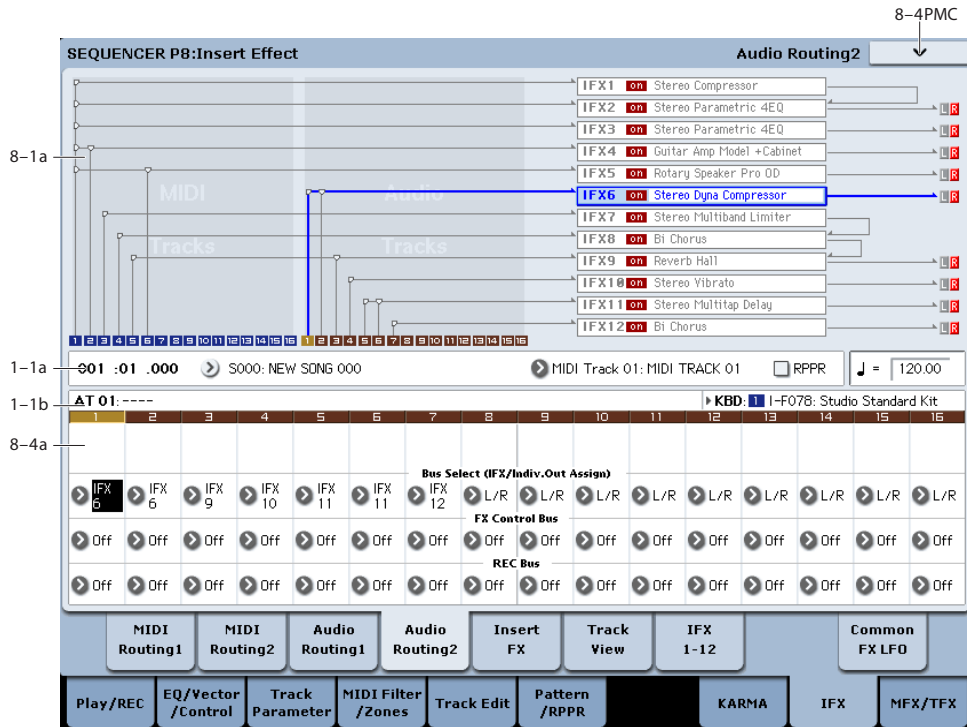 8-4PMC
SEQUENCER P8:Insert Effect
Audio Routing2
IFX1 on Stereo Compressor
IFX2 on Stereo Parametric 4EQ L R
IFX3 on Stereo Parametric 4EQ L R
8-1a
IFX4 on Guitar Amp Model +Cabinet L R
IFX5 on Rotary Speaker Pro OD L R
MIDI Audio
IFX6 on Stereo Dyna Compressor L R
IFX7 on Stereo Multiband Limiter
Tracks Tracks
IFX8 on Bi Chorus
IFX9 on Reverb Hall L R
IFX10 on Stereo Vibrato L R
IFX11 on Stereo Multitap Delay L R
IFX12 on Bi Chorus L R
1 2 3 4 5 6 7 8 9 10 11 12 13 14 15 16 1 2 3 4 5 6 7 8 9 10 11 12 13 14 15 16
1-1a
001 :01 .000 S000: NEW SONG 000 MIDI Track 01: MIDI TRACK 01 RPPR ♩ = 120.00
1-1b
AT 01: ---- KBD: 1 I-F078: Studio Standard Kit
1 2 3 4 5 6 7 8 9 10 11 12 13 14 15 16
8-4a
Bus Select (IFX/Indiv.Out Assign)
IFX 6 IFX 6 IFX 9 IFX 10 IFX 11 IFX 11 IFX 12 L/R L/R L/R L/R L/R L/R L/R L/R L/R
FX Control Bus
Off Off Off Off Off Off Off Off Off Off Off Off Off Off Off Off
REC Bus
Off Off Off Off Off Off Off Off Off Off Off Off Off Off Off Off
MIDI Routing1 MIDI Routing2 Audio Routing1 Audio Routing2 Insert FX Track View IFX 1-12 Common FX LFO
Play/REC EQ/Vector /Control Track Parameter MIDI Filter /Zones Track Edit Pattern /RPPR KARMA IFX MFX/TFX